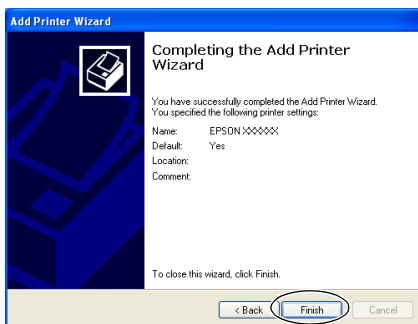 Add Printer Wizard
Completing the Add Printer
Wizard
You have successfully completed the Add Printer Wizard.
You specified the following printer settings:
Name: EPSON XXXXXX
Default: Yes
Location:
Comment:
To close this wizard, click Finish.
< Back Finish Cancel